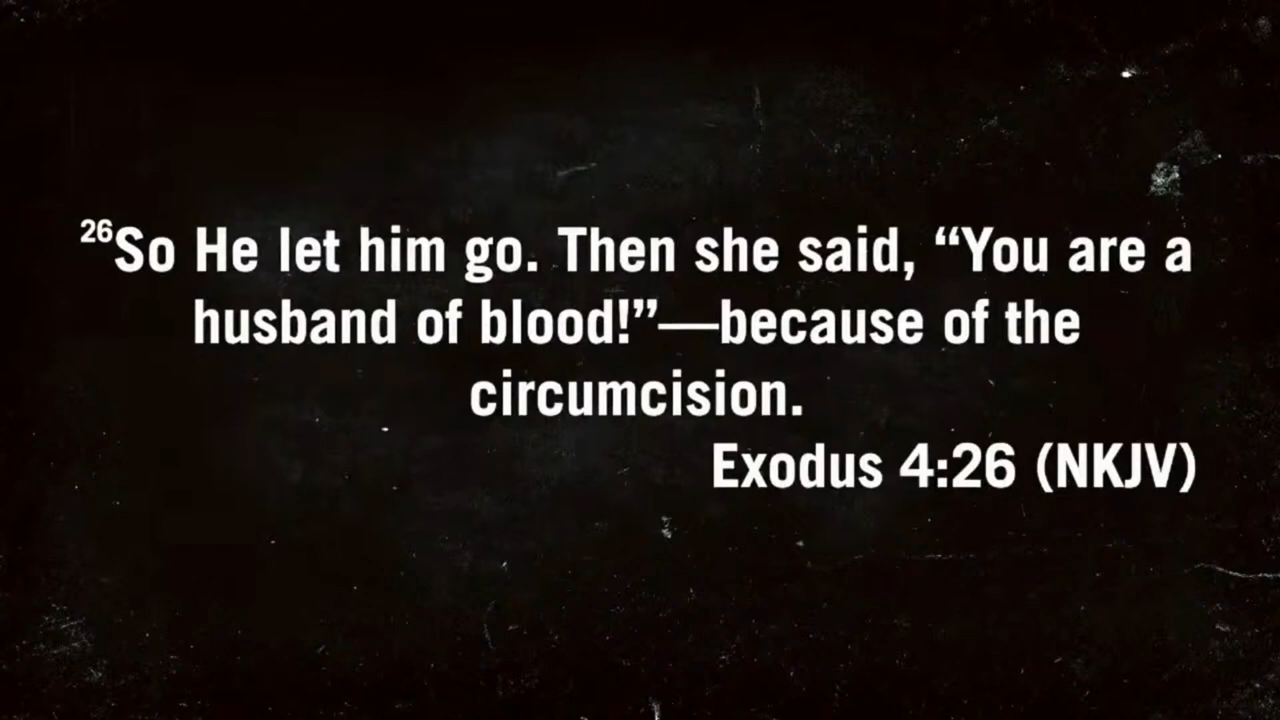 ²⁶So He let him go. Then she said, “You are a
husband of blood!”—because of the
circumcision.
Exodus 4:26 (NKJV)